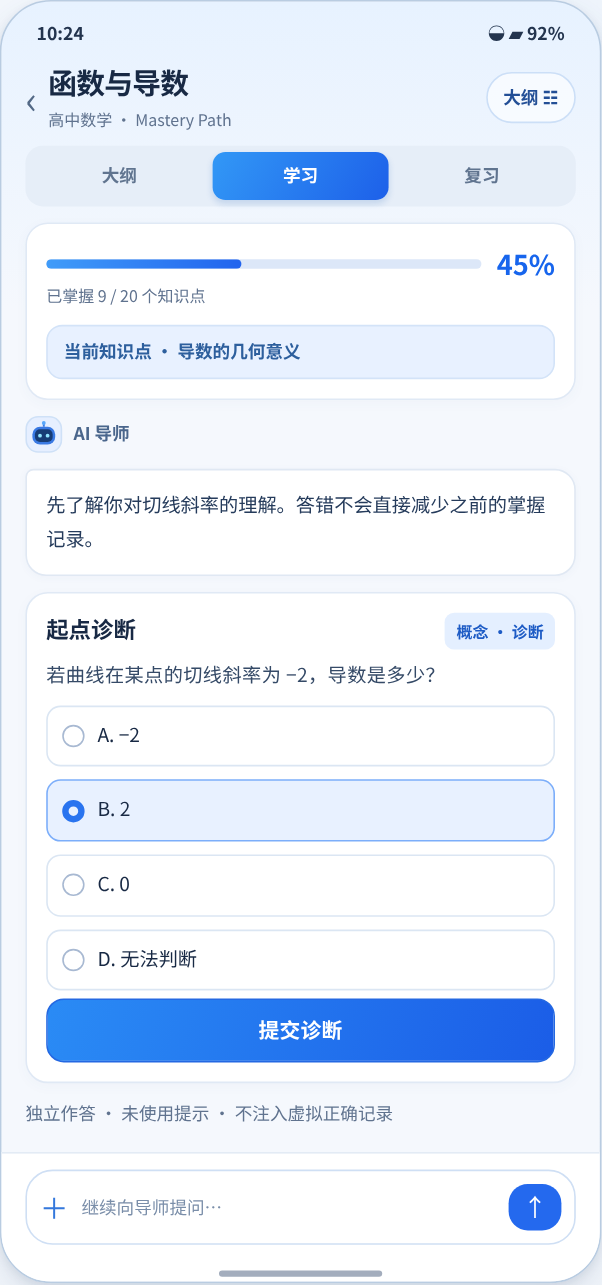 10:24
92%
函数与导数
高中数学 • Mastery Path
大纲
大纲
学习
复习
45%
已掌握 9 / 20 个知识点
当前知识点 • 导数的几何意义
AI 导师
先了解你对切线斜率的理解。答错不会直接减少之前的掌握
记录。
起点诊断
概念 • 诊断
若曲线在某点的切线斜率为 −2，导数是多少？
A. −2
B. 2
C. 0
D. 无法判断
提交诊断
独立作答 • 未使用提示 • 不注入虚拟正确记录
继续向导师提问…